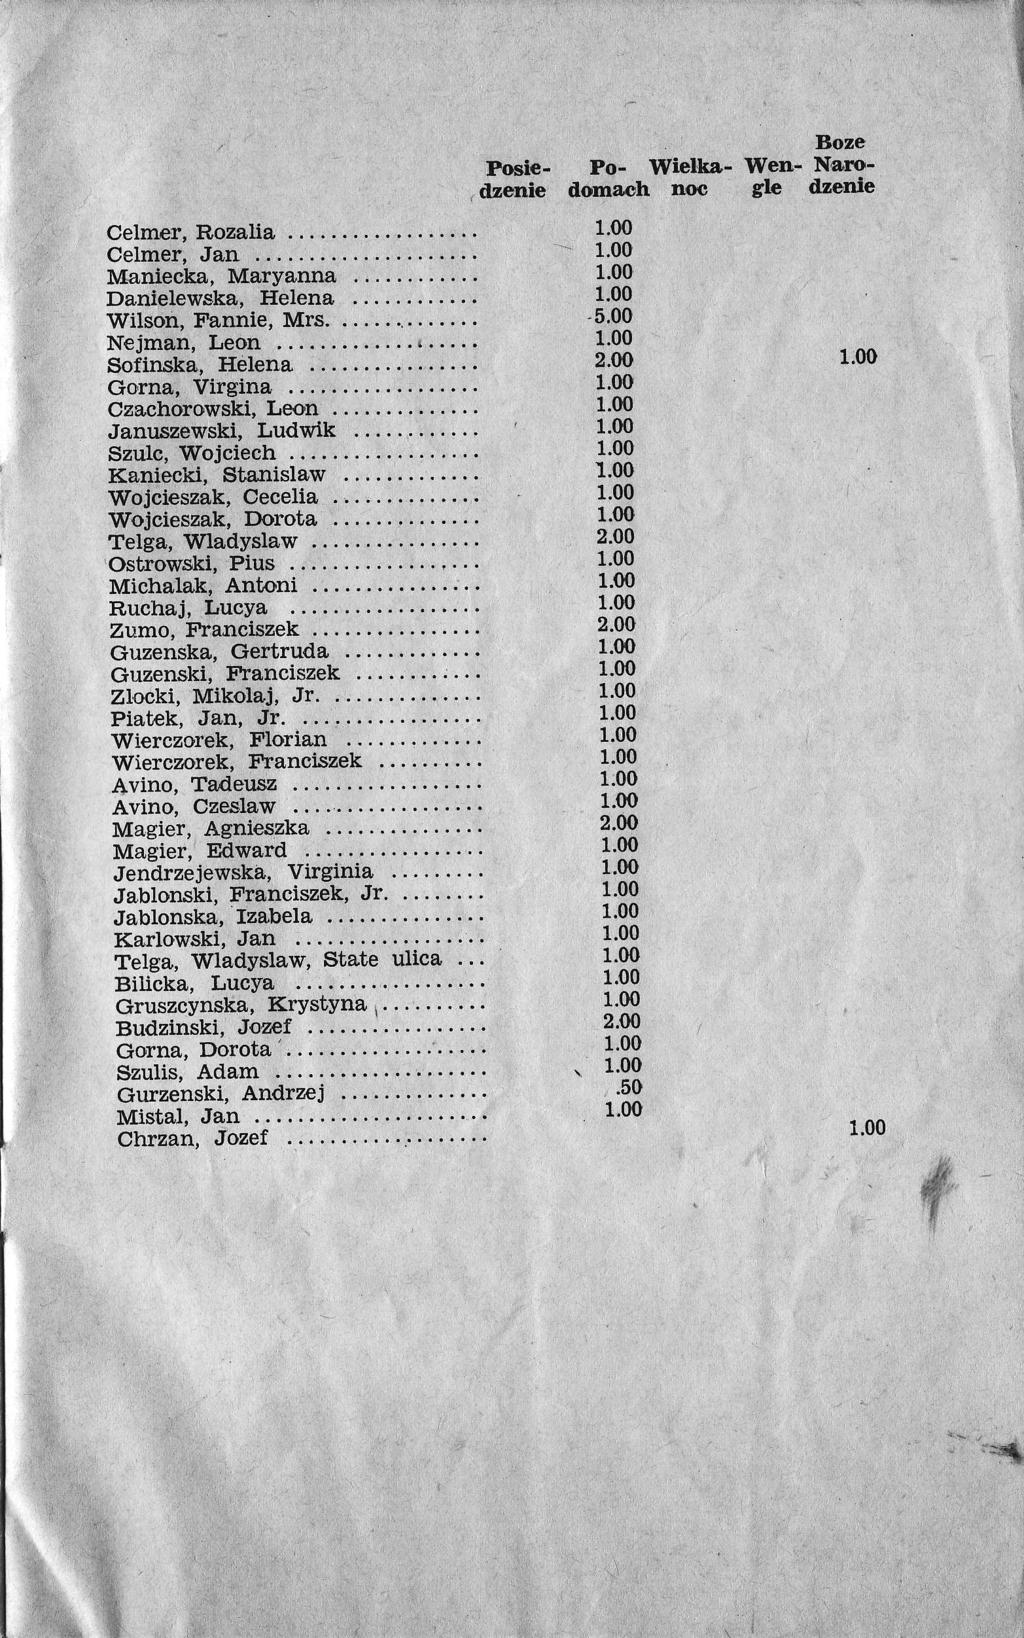 Boze
Posie- Po- Wielka- Wen- Naro-
dzenie domach noc gle dzenie
Celmer, Rozalia .................. 1.00
Celmer, Jan ..................... 1.00
Maniecka, Maryanna ............ 1.00
Danielewska, Helena ............ 1.00
Wilson, Fannie, Mrs. .............. 5.00
Nejman, Leon ................... 1.00
Sofinska, Helena ................ 2.00 1.00
Gorna, Virgina .................. 1.00
Czachorowski, Leon .............. 1.00
Januszewski, Ludwik ............ 1.00
Szulc, Wojciech .................. 1.00
Kaniecki, Stanislaw ............. 1.00
Wojcieszak, Cecelia .............. 1.00
Wojcieszak, Dorota .............. 1.00
Telga, Wladyslaw ................ 2.00
Ostrowski, Pius .................. 1.00
Michalak, Antoni ................ 1.00
Ruchaj, Lucya .................. 1.00
Zumo, Franciszek ................ 2.00
Guzenska, Gertruda ............. 1.00
Guzenski, Franciszek ............ 1.00
Zlocki, Mikolaj, Jr. .............. 1.00
Piatek, Jan, Jr. ................. 1.00
Wierczorek, Florian ............. 1.00
Wierczorek, Franciszek .......... 1.00
Avino, Tadeusz .................. 1.00
Avino, Czeslaw .................. 1.00
Magier, Agnieszka ............... 2.00
Magier, Edward ................. 1.00
Jendrzejewska, Virginia ......... 1.00
Jablonski, Franciszek, Jr. ........ 1.00
Jablonska, Izabela ............... 1.00
Karlowski, Jan .................. 1.00
Telga, Wladyslaw, State ulica ... 1.00
Bilicka, Lucya .................. 1.00
Gruszcynska, Krystyna .......... 1.00
Budzinski, Jozef ................. 2.00
Gorna, Dorota ................... 1.00
Szulis, Adam .................... 1.00
Gurzenski, Andrzej .............. .50
Mistal, Jan ...................... 1.00
Chrzan, Jozef ................... 1.00